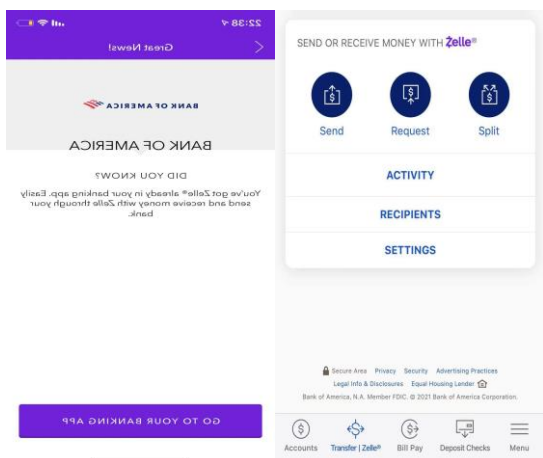 22:38
Great News!
BANK OF AMERICA
BANK OF AMERICA
DID YOU KNOW?
You've got Zelle® already in your banking app. Easily
send and receive money with Zelle through your
bank.
GO TO YOUR BANKING APP
SEND OR RECEIVE MONEY WITH Zelle®
Send Request Split
ACTIVITY
RECIPIENTS
SETTINGS
Secure Area Privacy Security Advertising Practices
Legal Info & Disclosures Equal Housing Lender
Bank of America, N.A. Member FDIC. © 2021 Bank of America Corporation.
Accounts Transfer | Zelle® Bill Pay Deposit Checks Menu